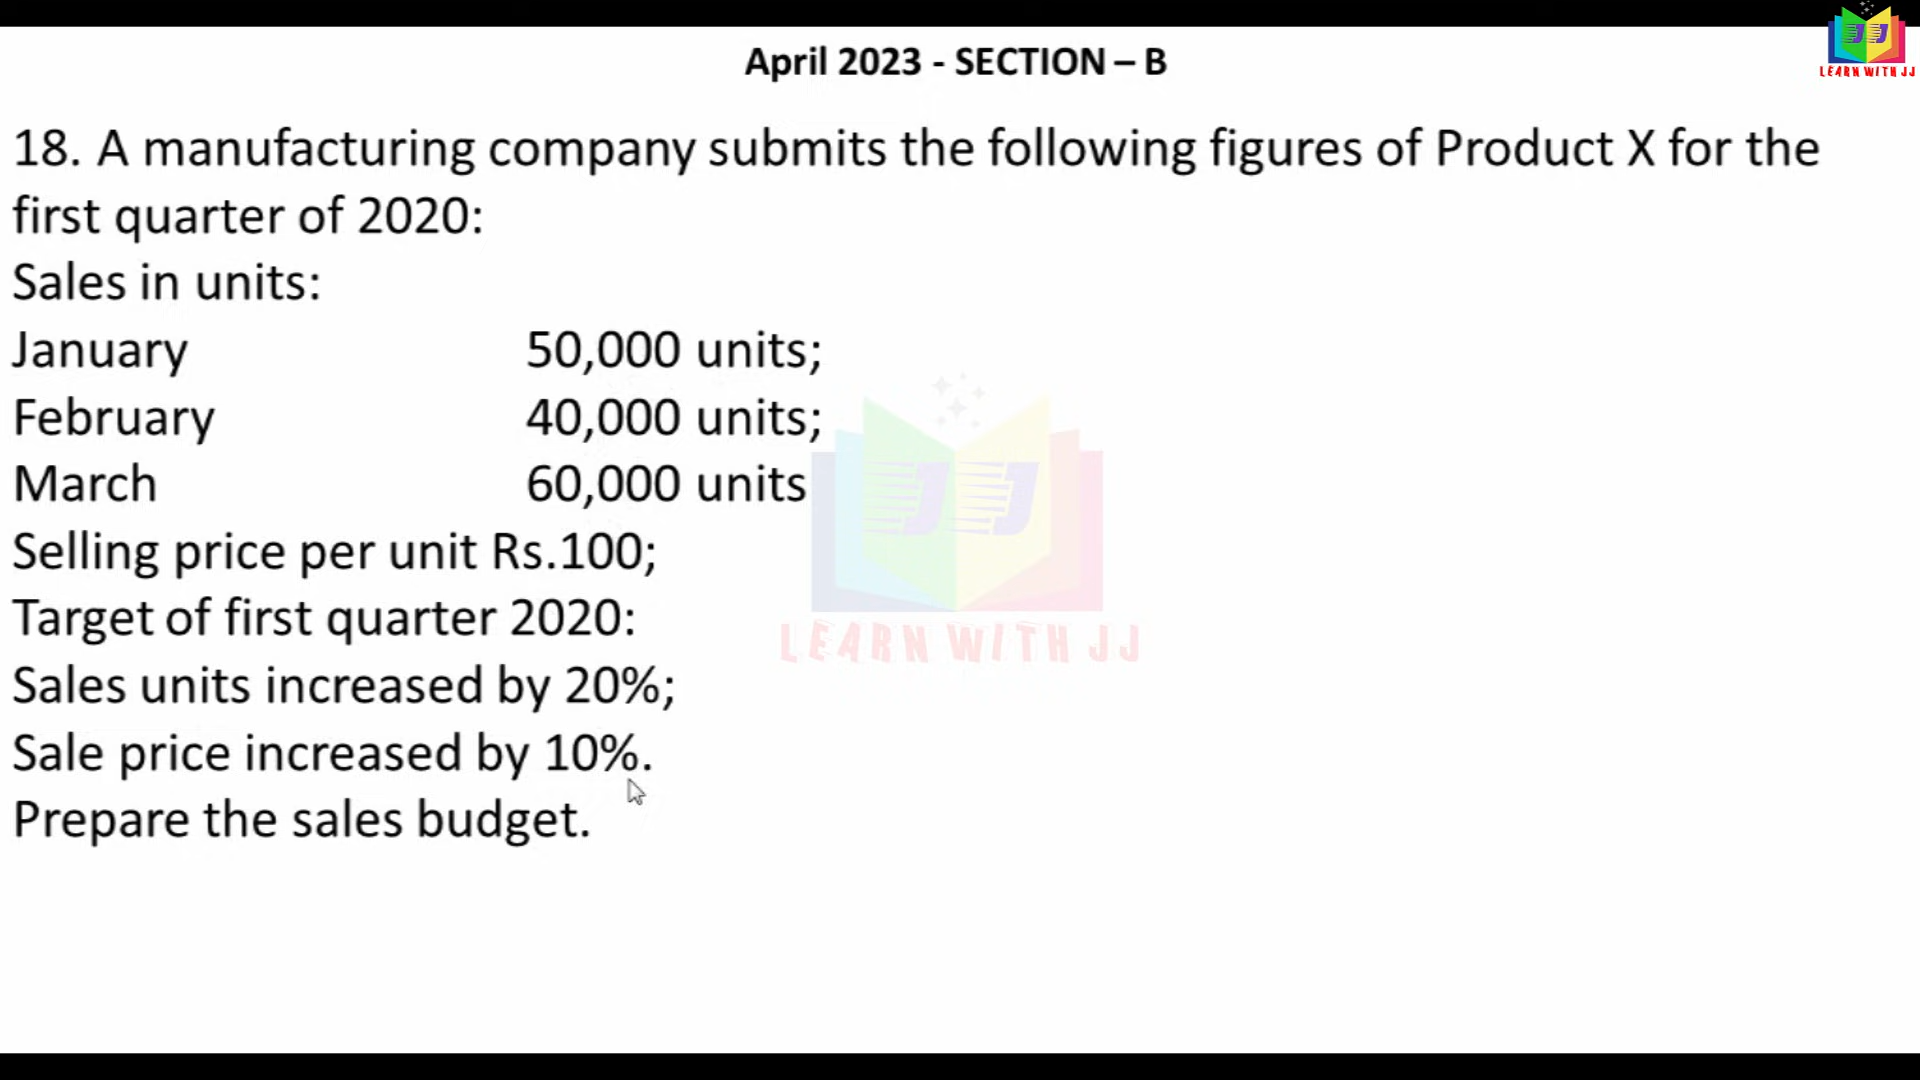 April 2023 - SECTION – B
LEARN WITH JJ
18. A manufacturing company submits the following figures of Product X for the
first quarter of 2020:
Sales in units:
January 50,000 units;
February 40,000 units;
March 60,000 units
Selling price per unit Rs.100;
Target of first quarter 2020:
Sales units increased by 20%;
Sale price increased by 10%.
Prepare the sales budget.
JJ
LEARN WITH JJ